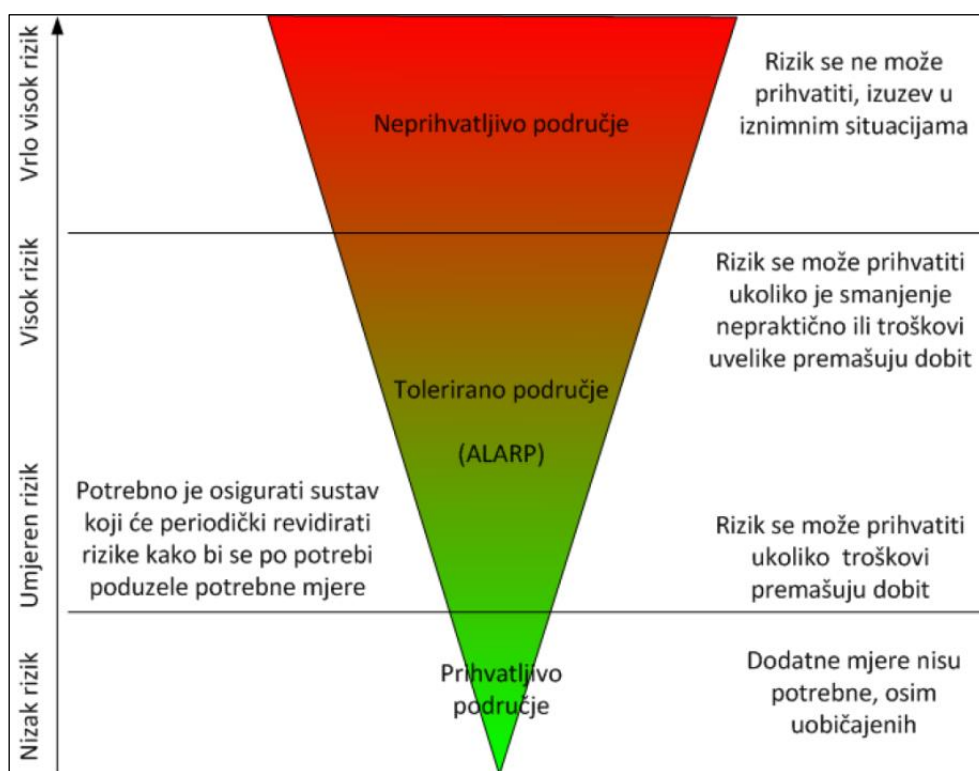 Vrlo visok rizik
Neprihvatljivo područje
Rizik se ne može
prihvatiti, izuzev u
iznimnim situacijama
Visok rizik
Rizik se može prihvatiti
ukoliko je smanjenje
nepraktično ili troškovi
uvelike premašuju dobit
Tolerirano područje
(ALARP)
Umjeren rizik
Potrebno je osigurati sustav
koji će periodički revidirati
rizike kako bi se po potrebi
poduzele potrebne mjere
Rizik se može prihvatiti
ukoliko troškovi
premašuju dobit
Nizak rizik
Prihvatljivo
područje
Dodatne mjere nisu
potrebne, osim
uobičajenih